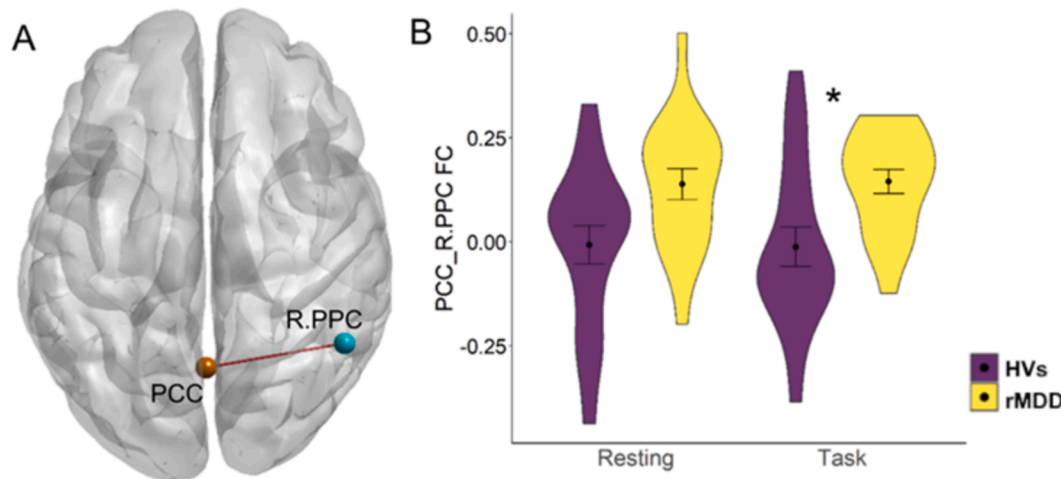 A
R.PPC
PCC
B
PCC_R.PPC FC
0.50
0.25
0.00
-0.25
*
Resting
Task
HVs
rMDD